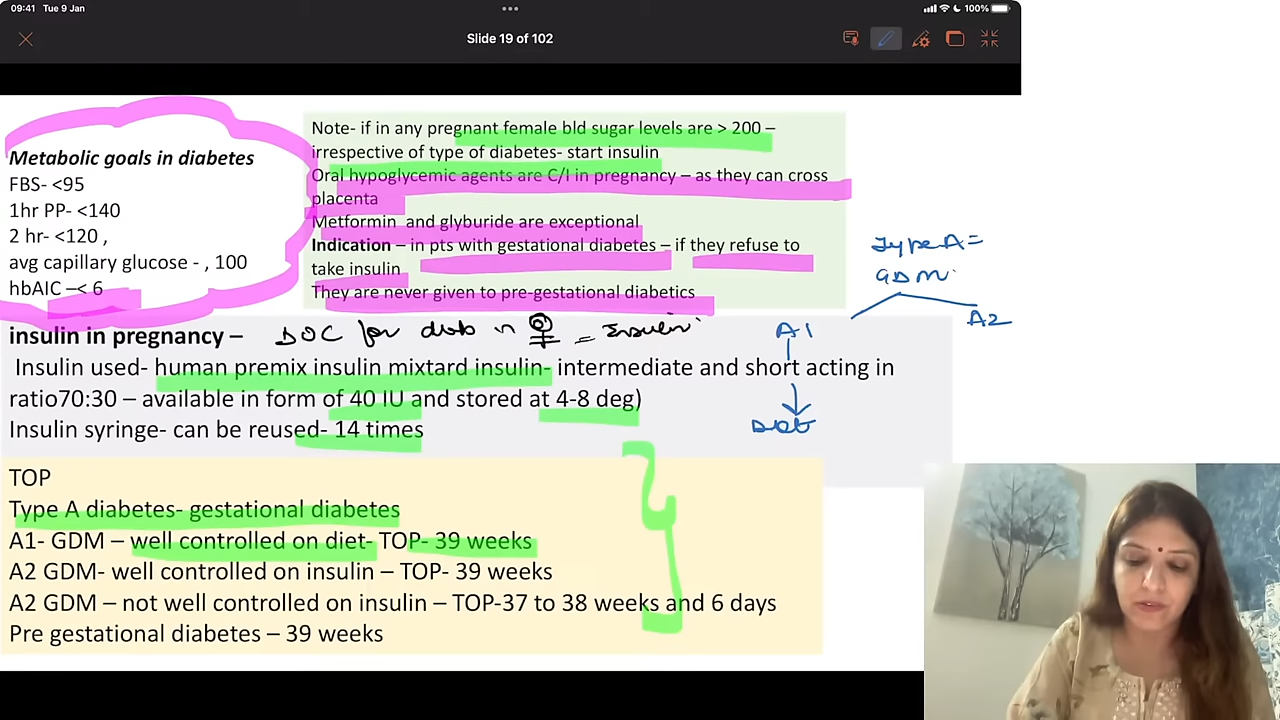 09:41 Tue 9 Jan
100%
Slide 19 of 102
Metabolic goals in diabetes
FBS- <95
1hr PP- <140
2 hr- <120 ,
avg capillary glucose - , 100
hbAIC –< 6
Note- if in any pregnant female bld sugar levels are > 200 –
irrespective of type of diabetes- start insulin
Oral hypoglycemic agents are C/I in pregnancy – as they can cross
placenta
Metformin and glyburide are exceptional
Indication – in pts with gestational diabetes – if they refuse to
take insulin
They are never given to pre-gestational diabetics
Type A =
GDM
A1
A2
Diet
insulin in pregnancy –
DOC for diab in ♀ = Insulin
Insulin used- human premix insulin mixtard insulin- intermediate and short acting in
ratio70:30 – available in form of 40 IU and stored at 4-8 deg)
Insulin syringe- can be reused- 14 times
TOP
Type A diabetes- gestational diabetes
A1- GDM – well controlled on diet- TOP- 39 weeks
A2 GDM- well controlled on insulin – TOP- 39 weeks
A2 GDM – not well controlled on insulin – TOP-37 to 38 weeks and 6 days
Pre gestational diabetes – 39 weeks